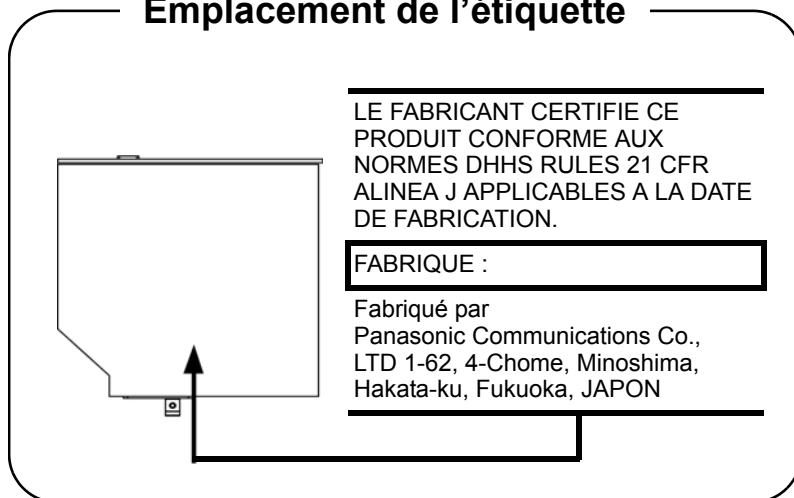 Emplacement de l’étiquette
LE FABRICANT CERTIFIE CE
PRODUIT CONFORME AUX
NORMES DHHS RULES 21 CFR
ALINEA J APPLICABLES A LA DATE
DE FABRICATION.
FABRIQUE :
Fabriqué par
Panasonic Communications Co.,
LTD 1-62, 4-Chome, Minoshima,
Hakata-ku, Fukuoka, JAPON